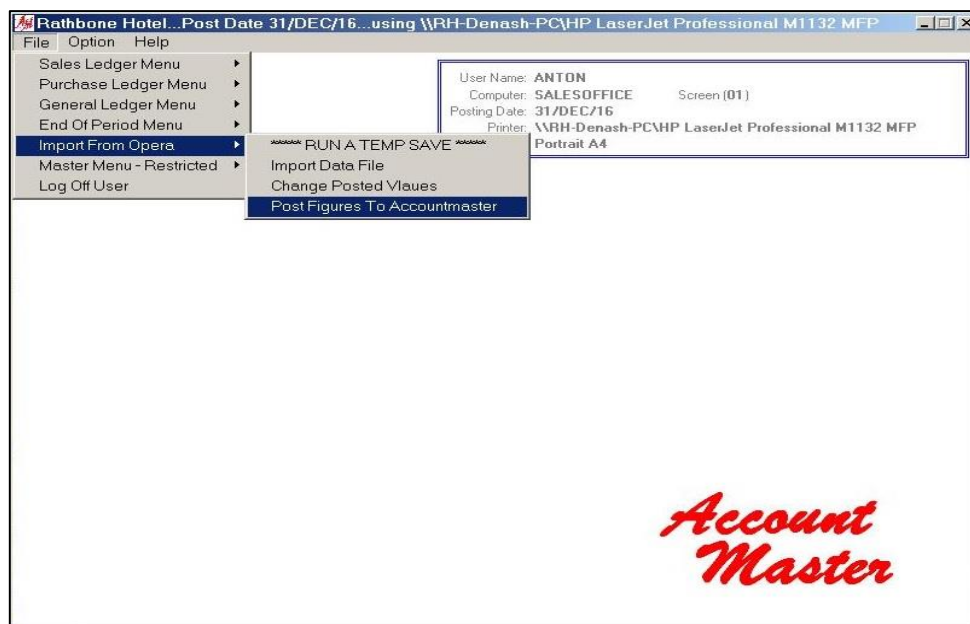 Rathbone Hotel...Post Date 31/DEC/16...using \\RH-Denash-PC\HP LaserJet Professional M1132 MFP
File Option Help
Sales Ledger Menu
Purchase Ledger Menu
General Ledger Menu
End Of Period Menu
Import From Opera
Master Menu - Restricted
Log Off User
***** RUN A TEMP SAVE *****
Import Data File
Change Posted Vlaues
Post Figures To Accountmaster
User Name: ANTON
Computer: SALESOFFICE Screen (01)
Posting Date: 31/DEC/16
Printer: \\RH-Denash-PC\HP LaserJet Professional M1132 MFP
Portrait A4
Account
Master